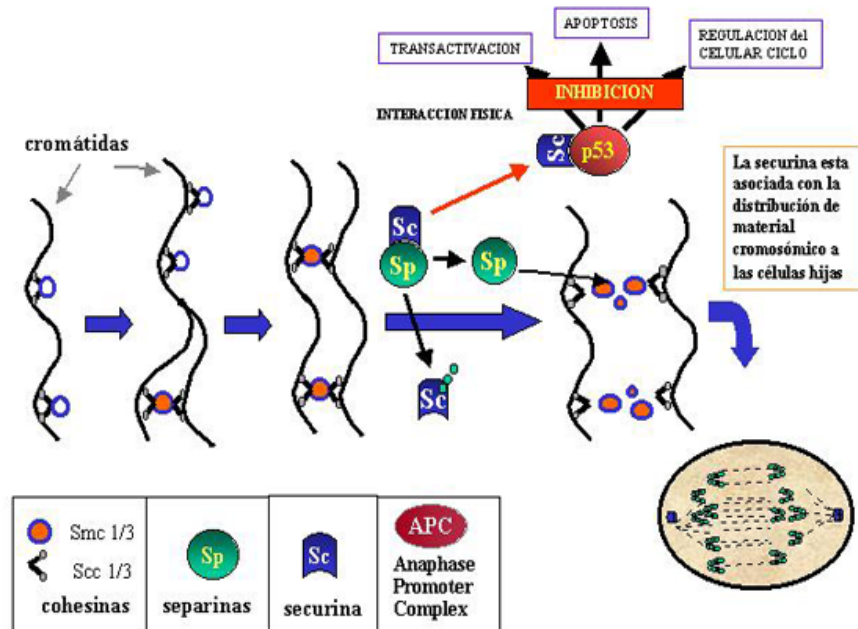 APOPTOSIS
TRANSACTIVACION
REGULACION del
CELULAR CICLO
INHIBICION
INTERACCION FISICA
Sc
p53
cromátidas
La securina esta
asociada con la
distribución de
material
cromosómico a
las células hijas
Sc
Sp
Sp
Sc
Smc 1/3
Scc 1/3
cohesinas
Sp
separinas
Sc
securina
APC
Anaphase
Promoter
Complex